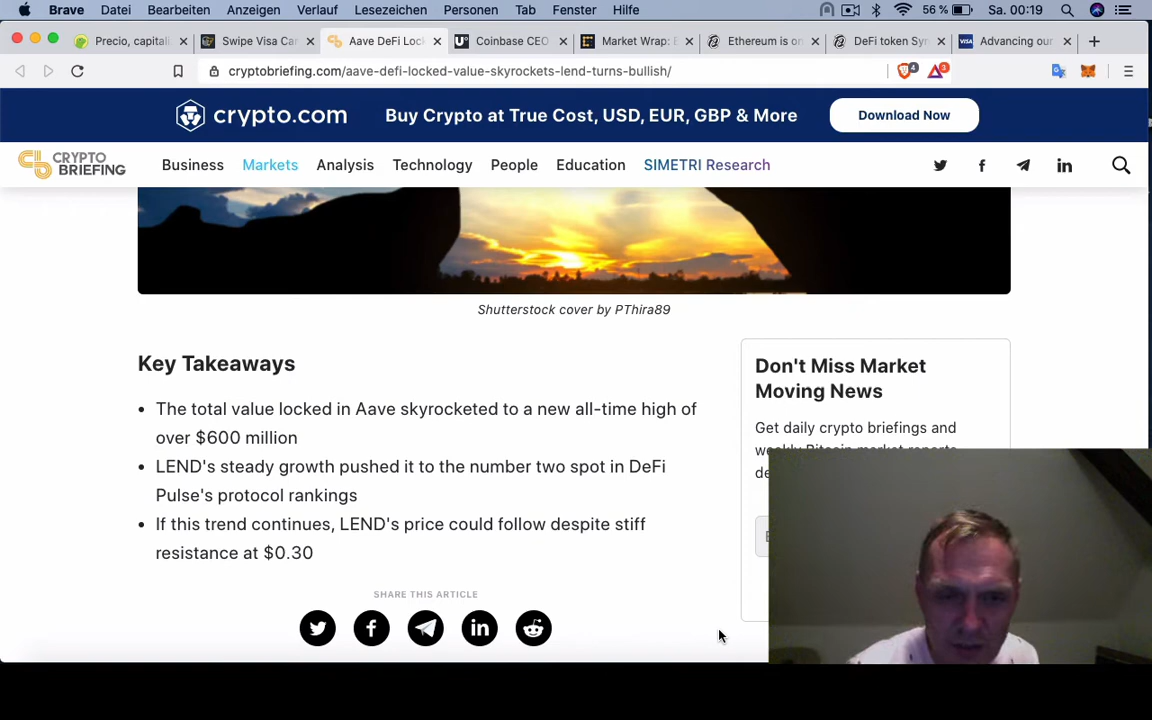 Brave Datei Bearbeiten Anzeigen Verlauf Lesezeichen Personen Tab Fenster Hilfe 56 % Sa. 00:19
Precio, capitali Swipe Visa Car Aave DeFi Lock Coinbase CEO Market Wrap: E Ethereum is on DeFi token Syn Advancing our
cryptobriefing.com/aave-defi-locked-value-skyrockets-lend-turns-bullish/ 4 3
crypto.com Buy Crypto at True Cost, USD, EUR, GBP & More Download Now
CRYPTO BRIEFING Business Markets Analysis Technology People Education SIMETRI Research
Shutterstock cover by PThira89
Key Takeaways
• The total value locked in Aave skyrocketed to a new all-time high of
over $600 million
• LEND's steady growth pushed it to the number two spot in DeFi
Pulse's protocol rankings
• If this trend continues, LEND's price could follow despite stiff
resistance at $0.30
SHARE THIS ARTICLE
Don't Miss Market
Moving News
Get daily crypto briefings and